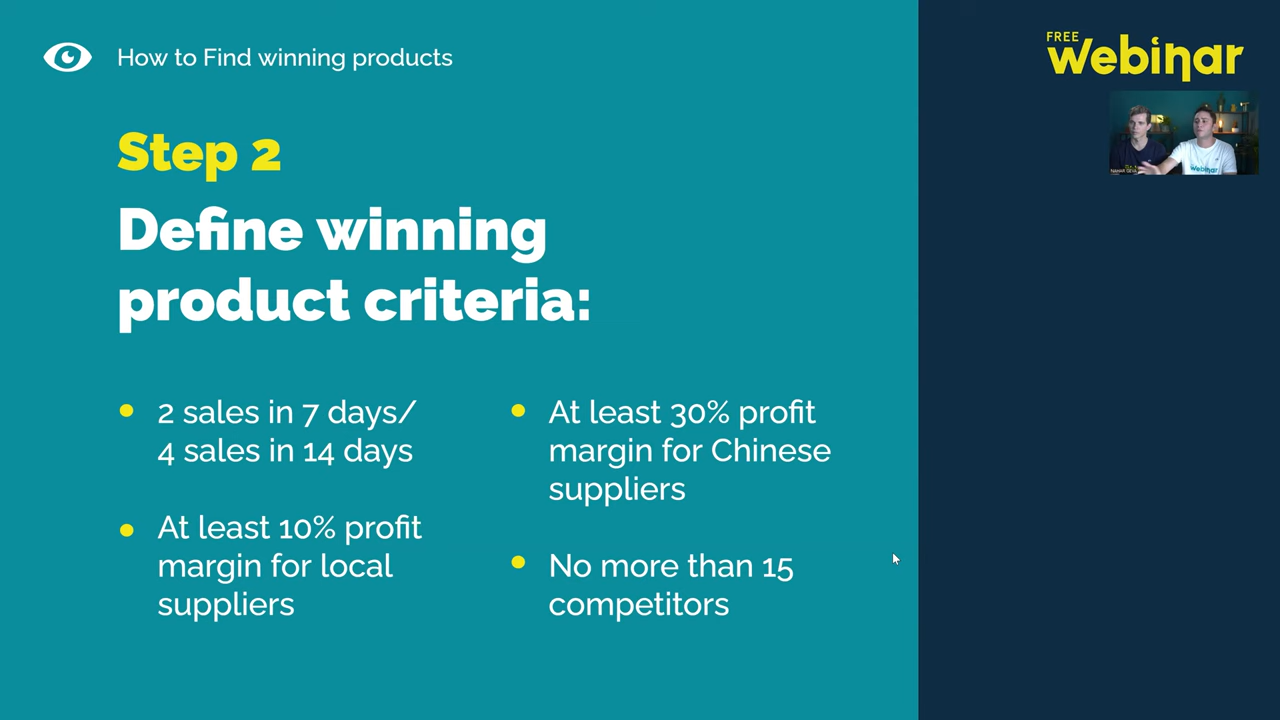 How to Find winning products
Step 2
Define winning
product criteria:
2 sales in 7 days/
4 sales in 14 days
At least 10% profit
margin for local
suppliers
At least 30% profit
margin for Chinese
suppliers
No more than 15
competitors
FREE
Webinar
Webinar